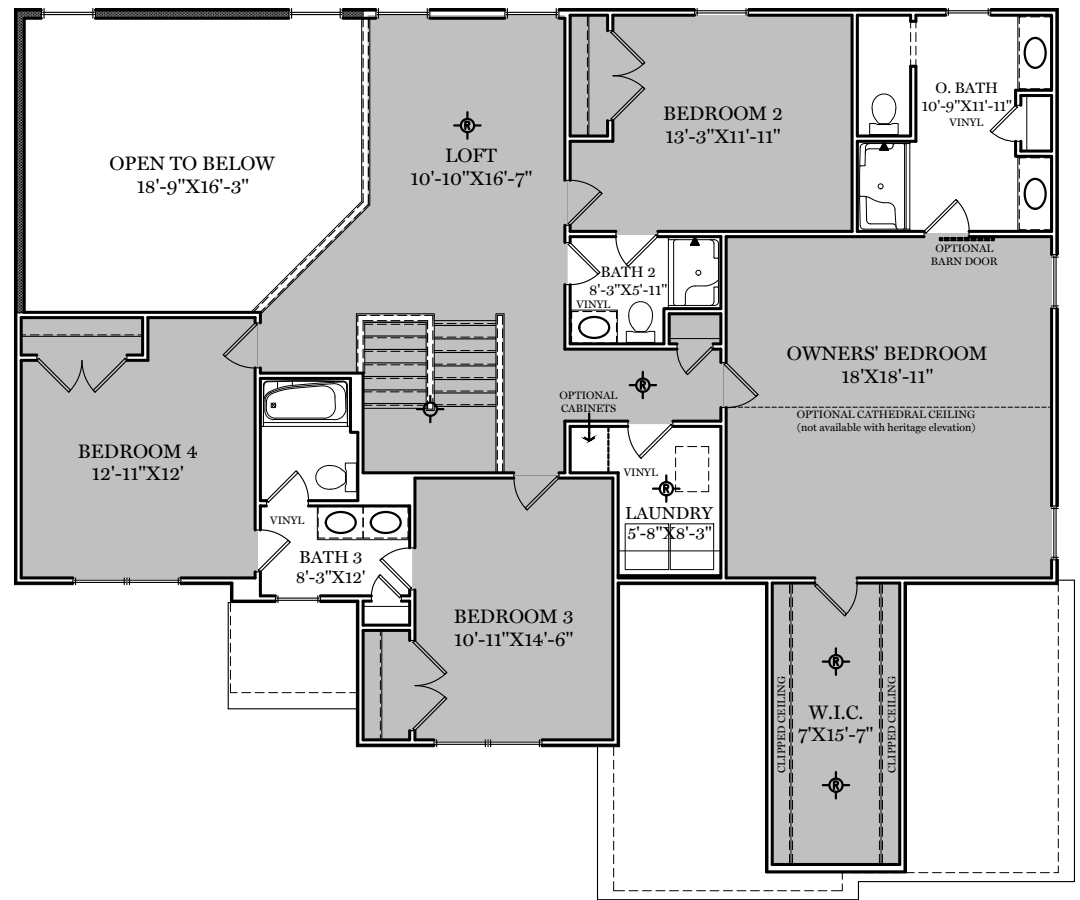 OPEN TO BELOW
18'-9"X16'-3"
LOFT
10'-10"X16'-7"
BEDROOM 2
13'-3"X11'-11"
O. BATH
10'-9"X11'-11"
VINYL
OPTIONAL
BARN DOOR
BATH 2
8'-3"X5'-11"
VINYL
OWNERS' BEDROOM
18'X18'-11"
OPTIONAL CATHEDRAL CEILING
(not available with heritage elevation)
OPTIONAL
CABINETS
BEDROOM 4
12'-11"X12'
VINYL
BATH 3
8'-3"X12'
VINYL
LAUNDRY
5'-8"X8'-3"
BEDROOM 3
10'-11"X14'-6"
CLIPPED CEILING
W.I.C.
7'X15'-7"
CLIPPED CEILING
R
R
R
R
R